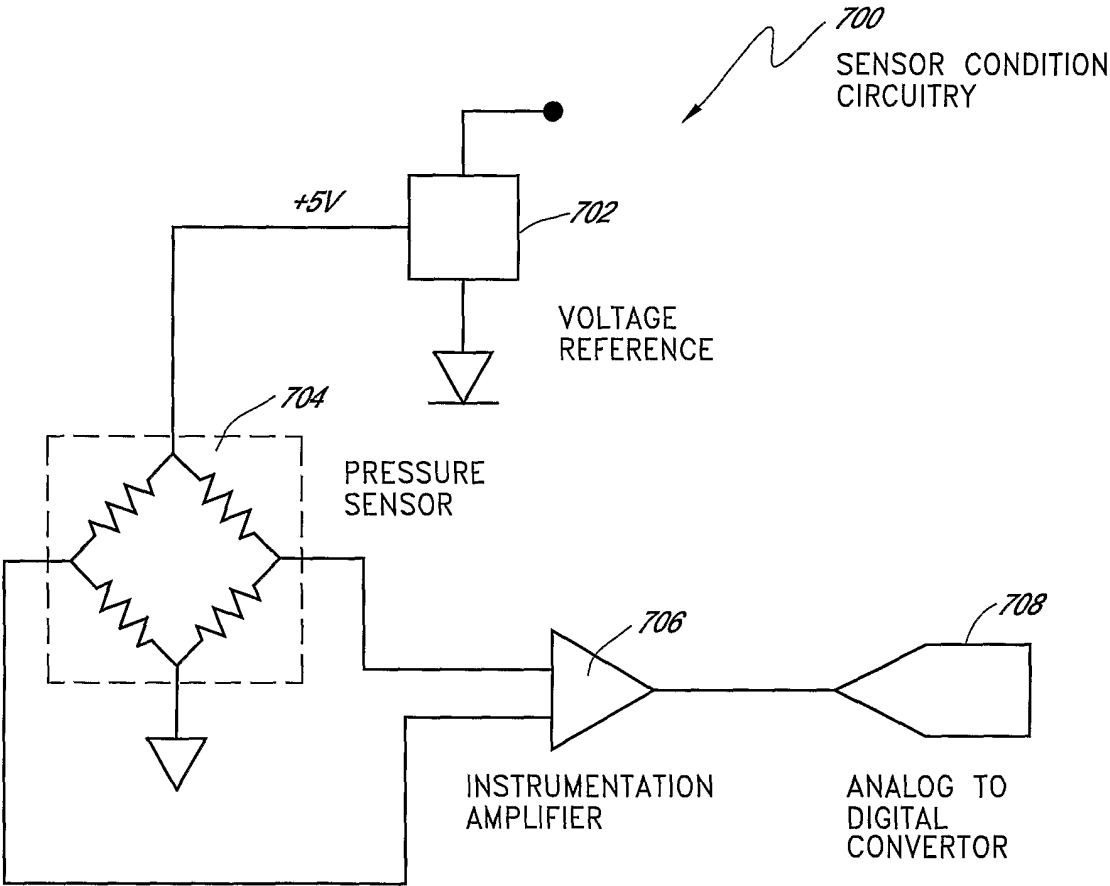 700
SENSOR CONDITION
CIRCUITRY
+5V
702
VOLTAGE
REFERENCE
704
PRESSURE
SENSOR
706
708
INSTRUMENTATION
AMPLIFIER
ANALOG TO
DIGITAL
CONVERTOR